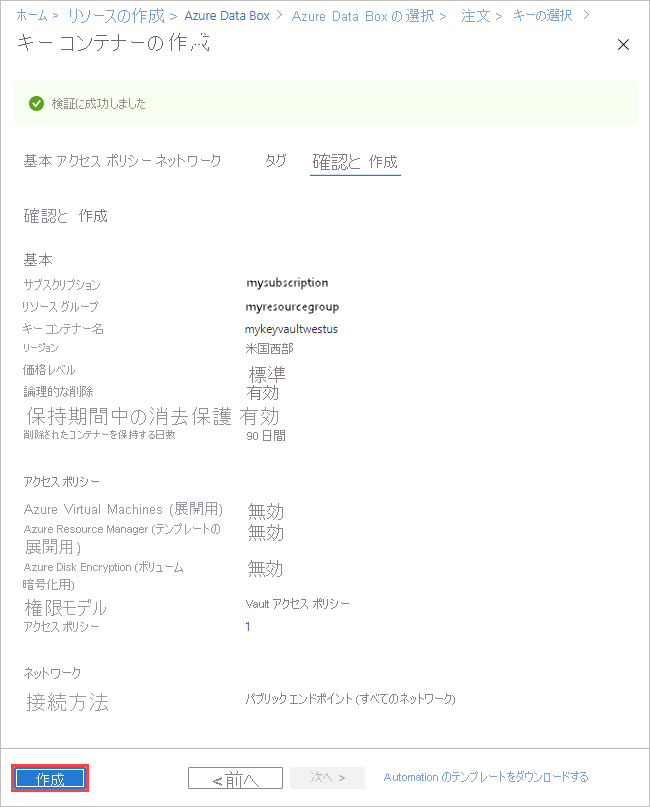 ホーム > リソースの作成 > Azure Data Box > Azure Data Box の選択 > 注文 > キーの選択 >
キー コンテナーの作成
検証に成功しました
基本 アクセス ポリシー ネットワーク タグ 確認と 作成
確認と 作成
基本
サブスクリプション mysubscription
リソース グループ myresourcegroup
キー コンテナー名 mykeyvaultwestus
リージョン 米国西部
価格レベル 標準
論理的な削除 有効
保持期間中の消去保護 有効
削除されたコンテナーを保持する日数 90 日間
アクセス ポリシー
Azure Virtual Machines (展開用) 無効
Azure Resource Manager (テンプレートの 無効
展開用)
Azure Disk Encryption (ボリューム 無効
暗号化用)
権限モデル Vault アクセス ポリシー
アクセス ポリシー 1
ネットワーク
接続方法 パブリック エンドポイント (すべてのネットワーク)
作成 <前へ 次へ > Automation のテンプレートをダウンロードする